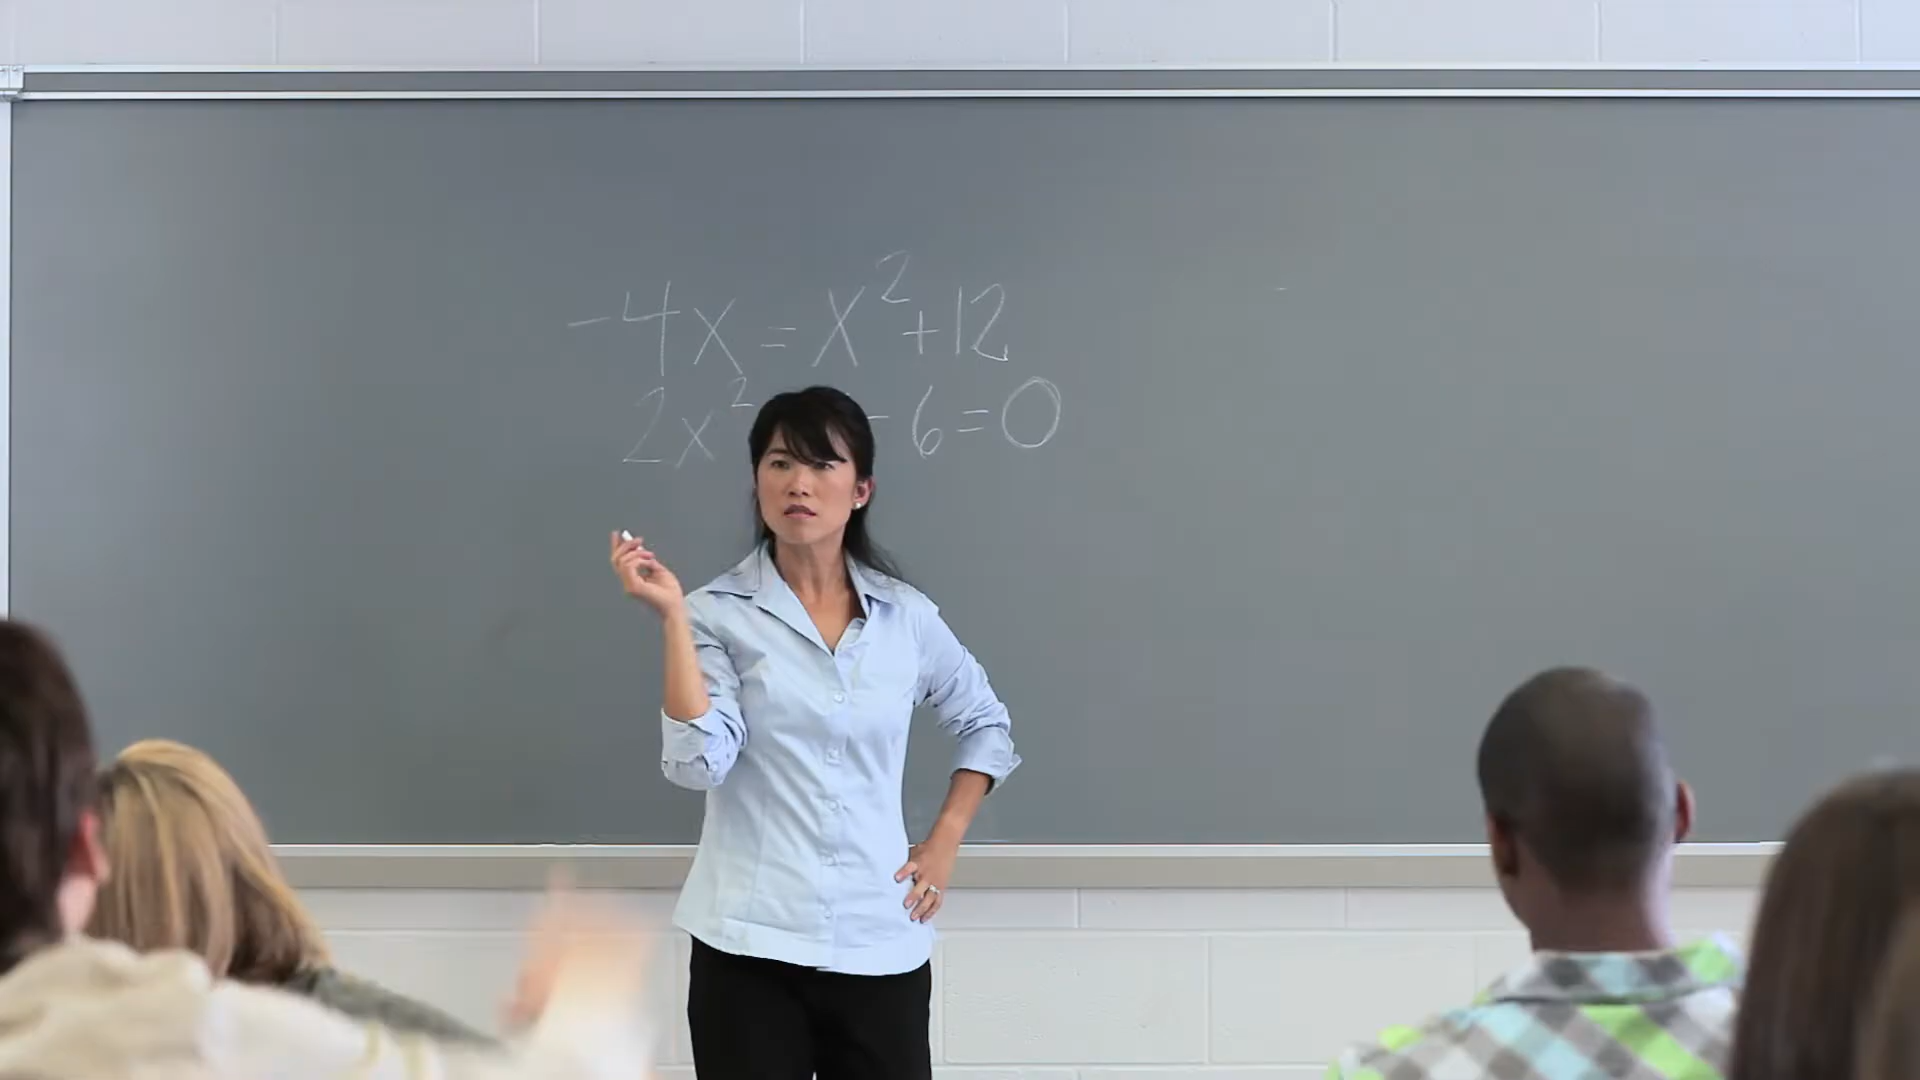 -4x = x²+12
2x² - 6=0